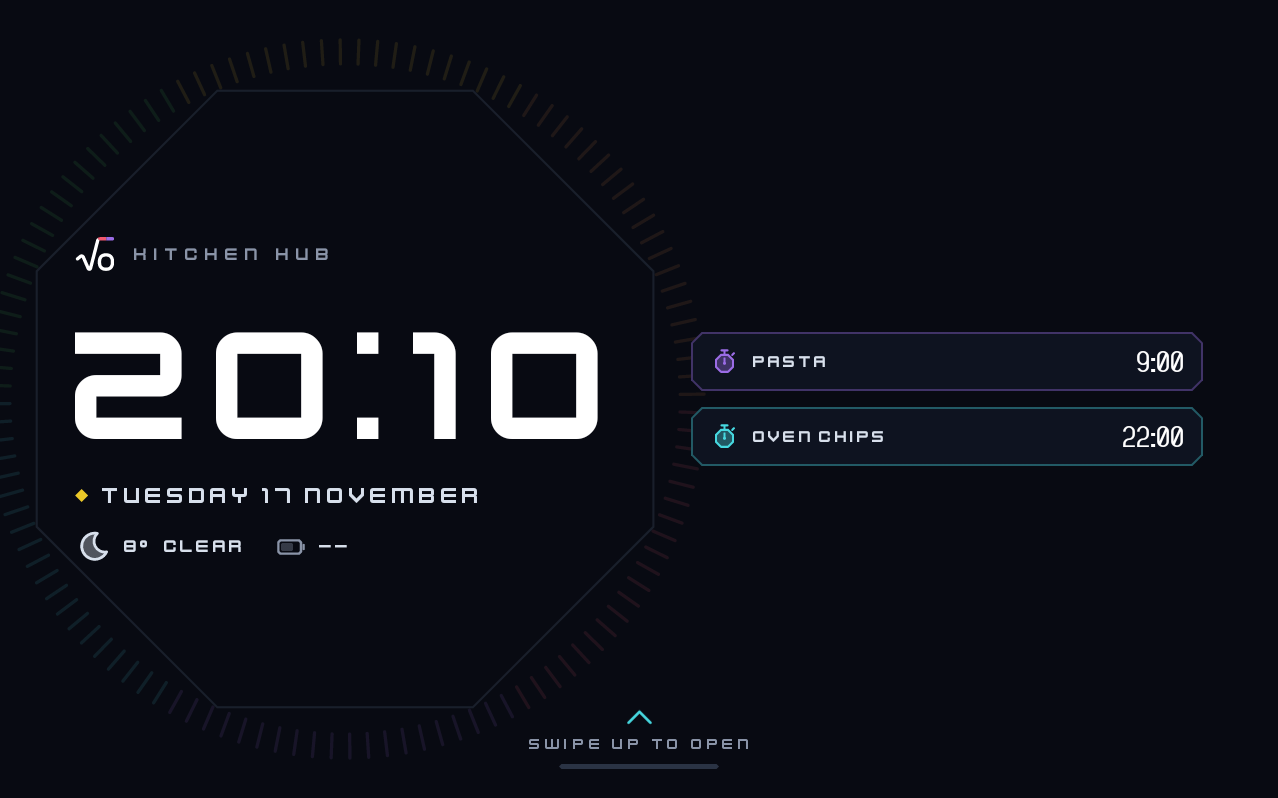 √o KITCHEN HUB
20:10
TUESDAY 17 NOVEMBER
8° CLEAR --
PASTA 9:00
OVEN CHIPS 22:00
SWIPE UP TO OPEN